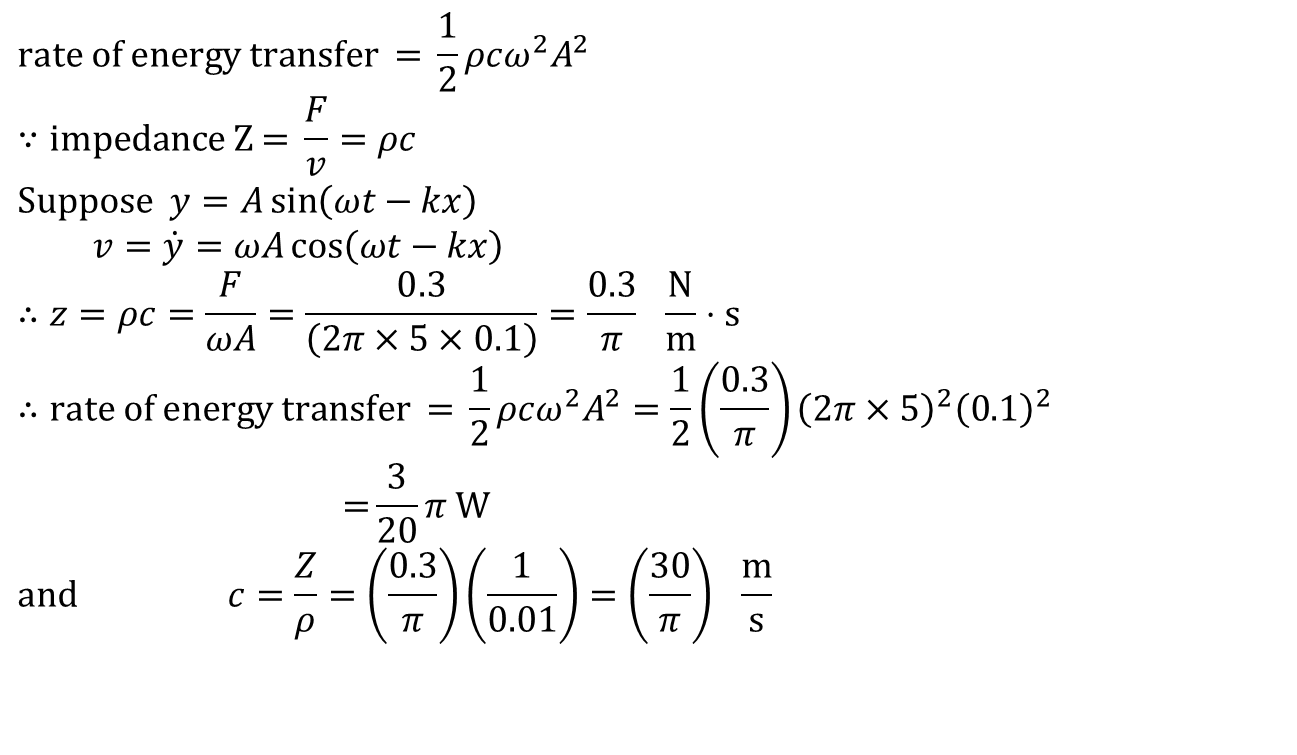 rate of energy transfer = 1/2 ρcω²A²
∵ impedance Z = F/v = ρc
Suppose y = A sin(ωt − kx)
v = ẏ = ωA cos(ωt − kx)
∴ z = ρc = F/ωA = 0.3/(2π × 5 × 0.1) = 0.3/π N/m · s
∴ rate of energy transfer = 1/2 ρcω²A² = 1/2 (0.3/π) (2π × 5)²(0.1)²
= 3/20 π W
and c = Z/ρ = (0.3/π) (1/0.01) = (30/π) m/s